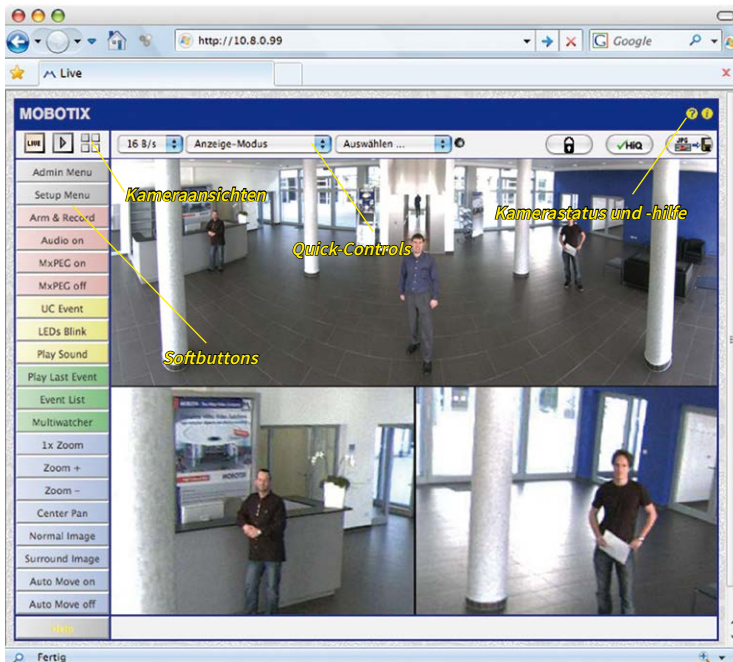 http://10.8.0.99
Google
Live
MOBOTIX
LIVE
16 B/s
Anzeige-Modus
Auswählen ...
HiQ
JPG
Admin Menu
Setup Menu
Arm & Record
Audio on
MxPEG on
MxPEG off
UC Event
LEDs Blink
Play Sound
Play Last Event
Event List
Multiwatcher
1x Zoom
Zoom +
Zoom –
Center Pan
Normal Image
Surround Image
Auto Move on
Auto Move off
Help
Kameraansichten
Quick-Controls
Kamerastatus und -hilfe
Softbuttons
MOBOTIX
Fertig